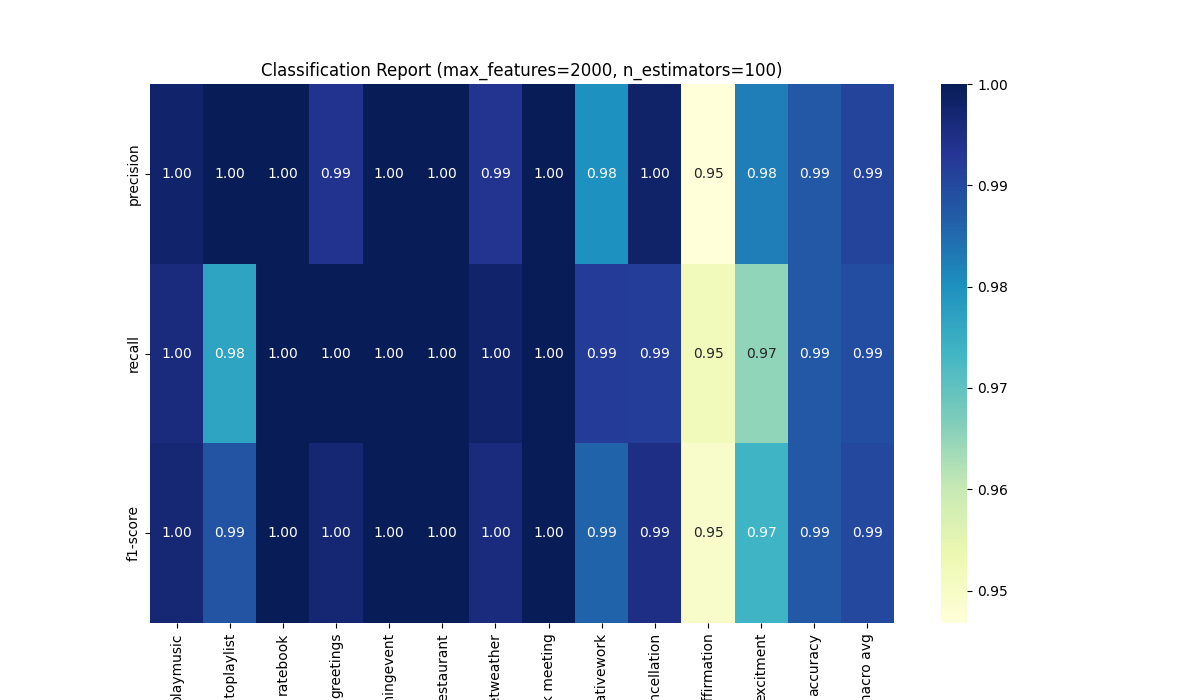 Classification Report (max_features=2000, n_estimators=100)
precision
1.00 1.00 1.00 0.99 1.00 1.00 0.99 1.00 0.98 1.00 0.95 0.98 0.99 0.99
recall
1.00 0.98 1.00 1.00 1.00 1.00 1.00 1.00 0.99 0.99 0.95 0.97 0.99 0.99
f1-score
1.00 0.99 1.00 1.00 1.00 1.00 1.00 1.00 0.99 0.99 0.95 0.97 0.99 0.99
playmusic
toplaylist
ratebook
greetings
ningevent
estaurant
etweather
k meeting
ativework
ncellation
ffirmation
excitment
accuracy
macro avg
1.00
0.99
0.98
0.97
0.96
0.95